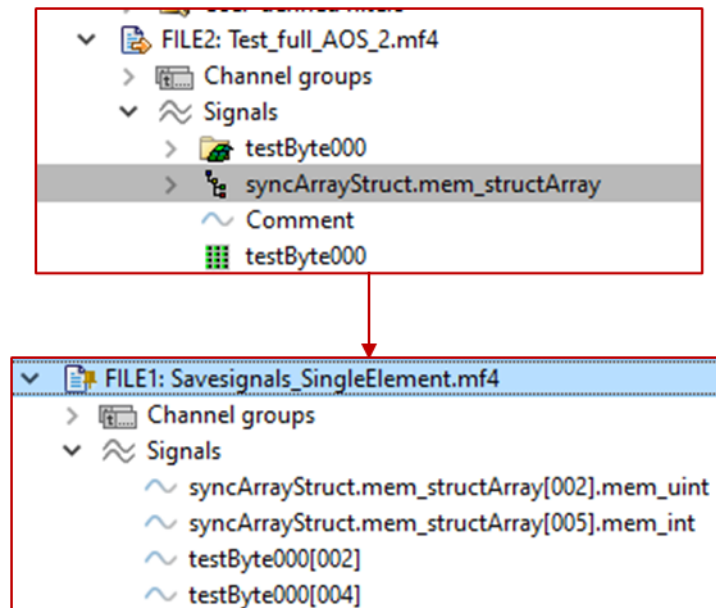 FILE2: Test_full_AOS_2.mf4
Channel groups
Signals
testByte000
syncArrayStruct.mem_structArray
Comment
testByte000
FILE1: Savesignals_SingleElement.mf4
Channel groups
Signals
syncArrayStruct.mem_structArray[002].mem_uint
syncArrayStruct.mem_structArray[005].mem_int
testByte000[002]
testByte000[004]